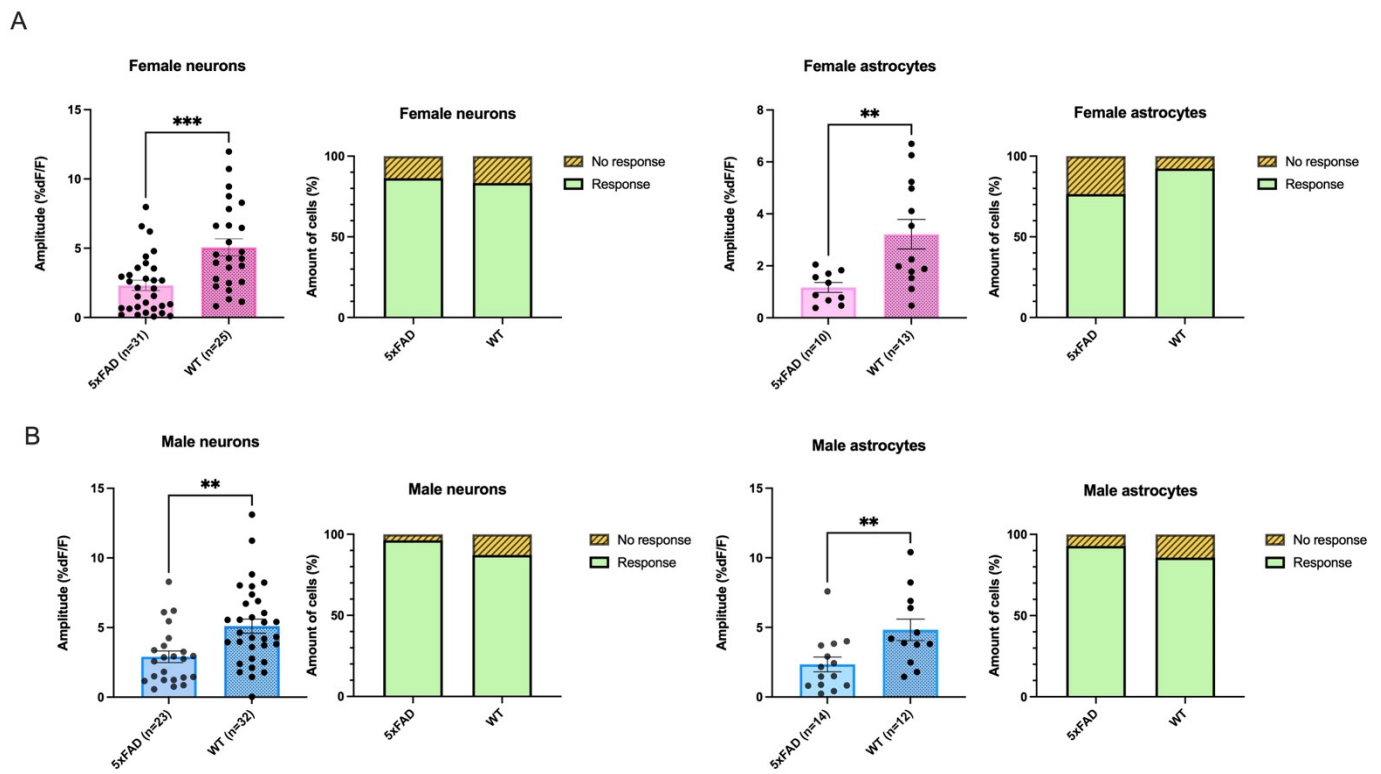 A
Female neurons
Amplitude (%dF/F)
15
10
5
0
***
5xFAD (n=31)
WT (n=25)
Female neurons
Amount of cells (%)
100
50
0
5xFAD
WT
No response
Response
Female astrocytes
Amplitude (%dF/F)
8
6
4
2
0
**
5xFAD (n=10)
WT (n=13)
Female astrocytes
Amount of cells (%)
100
50
0
5xFAD
WT
No response
Response
B
Male neurons
Amplitude (%dF/F)
15
10
5
0
**
5xFAD (n=23)
WT (n=32)
Male neurons
Amount of cells (%)
100
50
0
5xFAD
WT
No response
Response
Male astrocytes
Amplitude (%dF/F)
15
10
5
0
**
5xFAD (n=14)
WT (n=12)
Male astrocytes
Amount of cells (%)
100
50
0
5xFAD
WT
No response
Response